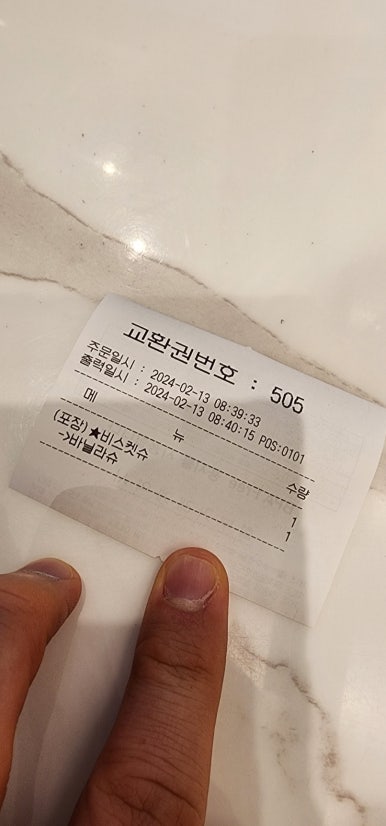 교환권번호 : 505
주문일시 : 2024-02-13 08:39:33
출력일시 : 2024-02-13 08:40:15 POS:0101
메 뉴 수량
(포장)★비스켓슈 1
->바닐라슈 1